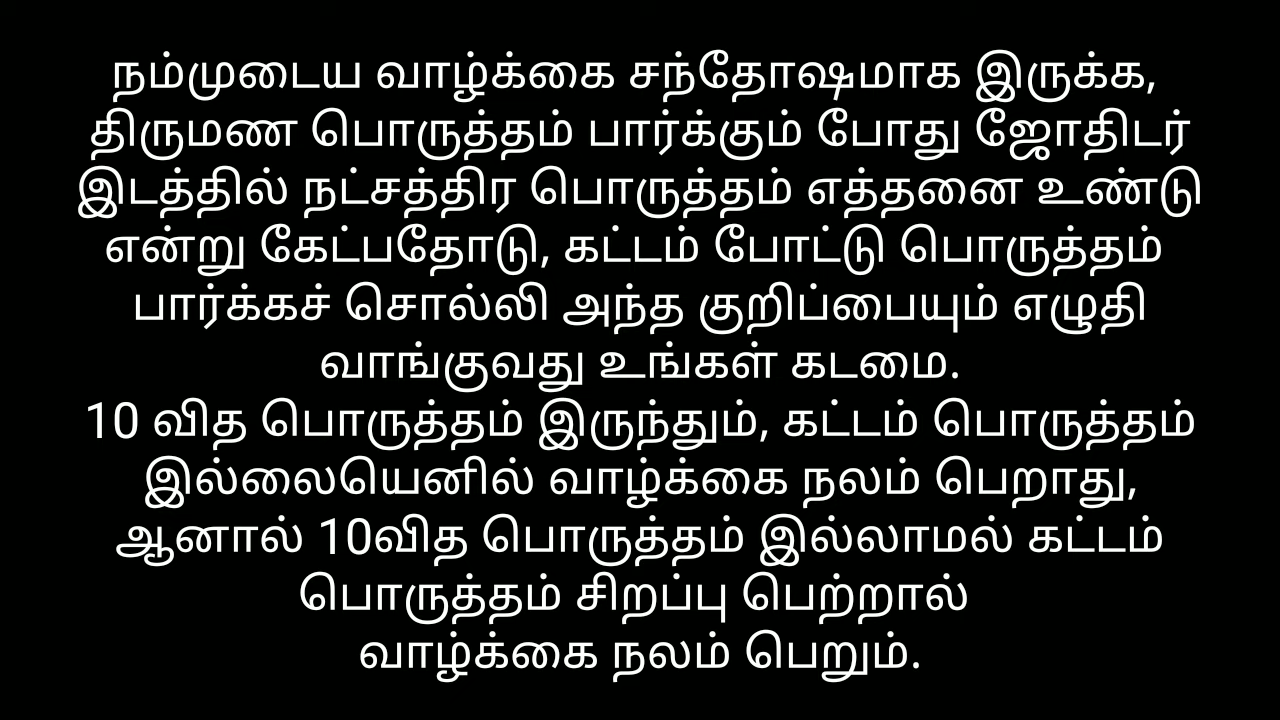 நம்முடைய வாழ்க்கை சந்தோஷமாக இருக்க,
திருமண பொருத்தம் பார்க்கும் போது ஜோதிடர்
இடத்தில் நட்சத்திர பொருத்தம் எத்தனை உண்டு
என்று கேட்பதோடு, கட்டம் போட்டு பொருத்தம்
பார்க்கச் சொல்லி அந்த குறிப்பையும் எழுதி
வாங்குவது உங்கள் கடமை.
10 வித பொருத்தம் இருந்தும், கட்டம் பொருத்தம்
இல்லையெனில் வாழ்க்கை நலம் பெறாது,
ஆனால் 10வித பொருத்தம் இல்லாமல் கட்டம்
பொருத்தம் சிறப்பு பெற்றால்
வாழ்க்கை நலம் பெறும்.